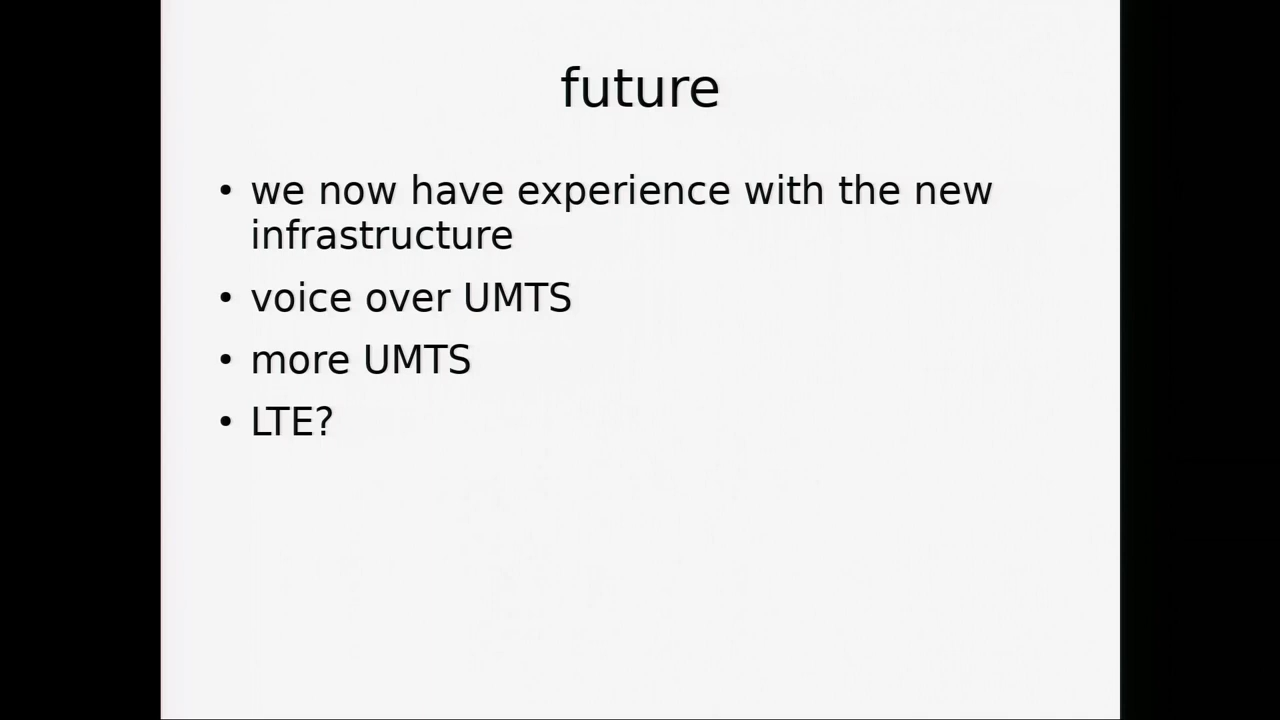 future
• we now have experience with the new
infrastructure
• voice over UMTS
• more UMTS
• LTE?